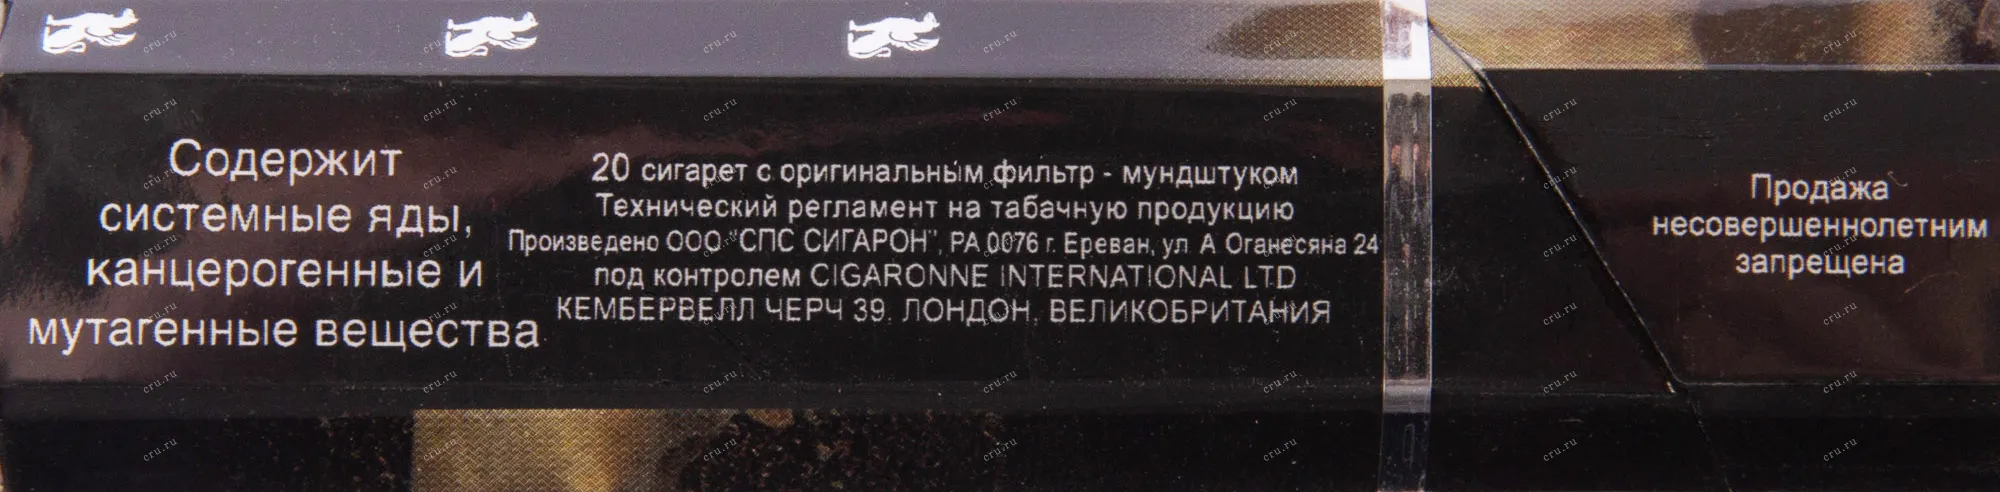 Содержит
системные яды,
канцерогенные и
мутагенные вещества
20 сигарет с оригинальным фильтр - мундштуком
Технический регламент на табачную продукцию
Произведено ООО "СПС СИГАРОН", РА 0076 г. Ереван, ул А Оганесяна 24
под контролем CIGARONNE INTERNATIONAL LTD
КЕМБЕРВЕЛЛ ЧЕРЧ 39, ЛОНДОН, ВЕЛИКОБРИТАНИЯ
Продажа
несовершеннолетним
запрещена
cru.ru